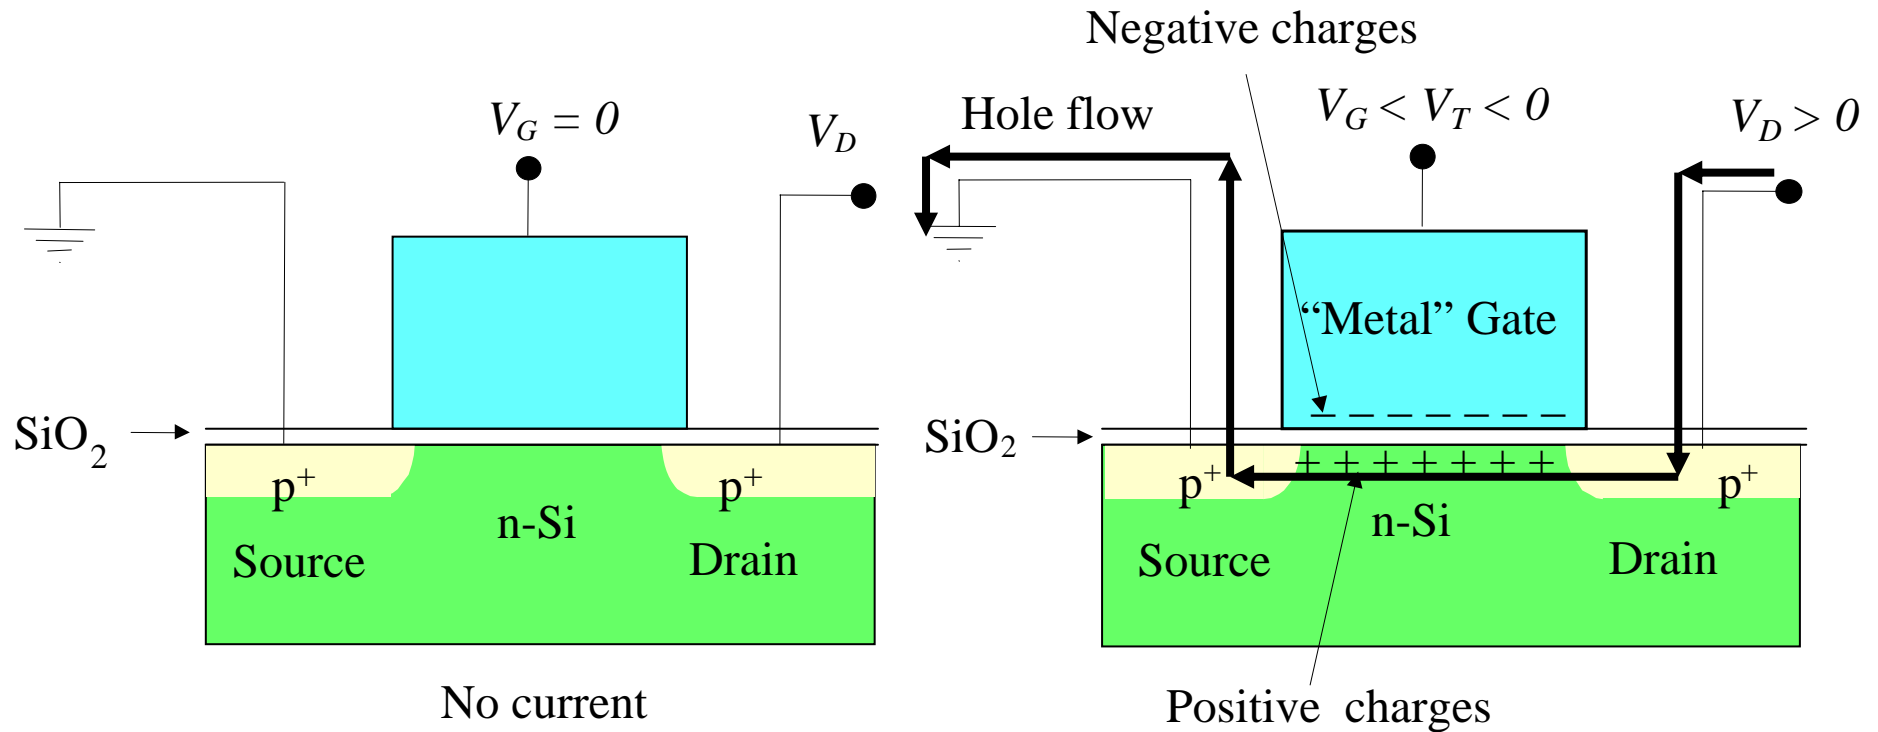 V_G = 0
V_D
SiO₂
p⁺
p⁺
n-Si
Source
Drain
No current
Negative charges
Hole flow
V_G < V_T < 0
V_D > 0
“Metal” Gate
SiO₂
– – – – – – –
+ + + + + + +
p⁺
p⁺
n-Si
Source
Drain
Positive charges